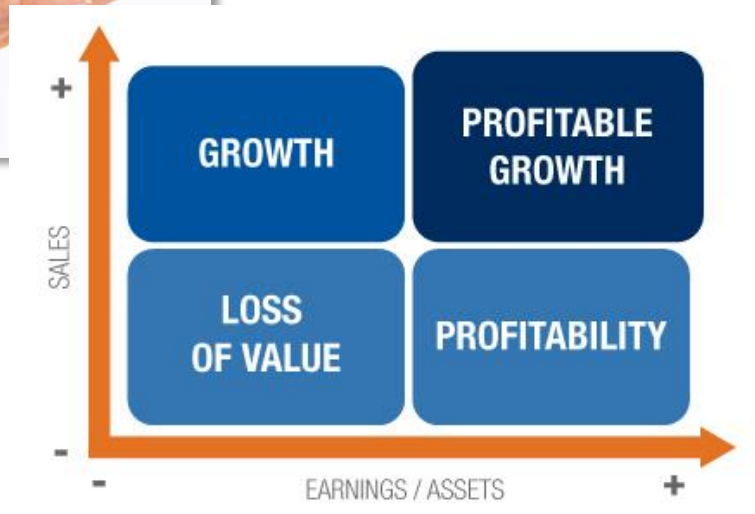 +
GROWTH
PROFITABLE
GROWTH
SALES
LOSS
OF VALUE
PROFITABILITY
-
-
EARNINGS / ASSETS
+